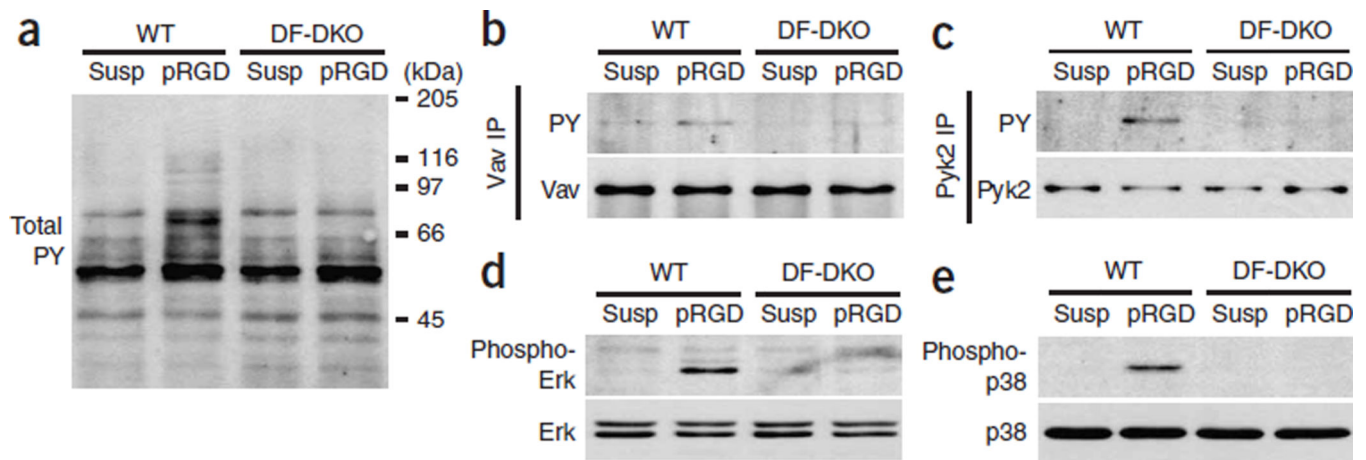 a
WT DF-DKO
Susp pRGD Susp pRGD (kDa)
205
116
97
66
45
Total
PY
b
WT DF-DKO
Susp pRGD Susp pRGD
Vav IP
PY
Vav
c
WT DF-DKO
Susp pRGD Susp pRGD
Pyk2 IP
PY
Pyk2
d
WT DF-DKO
Susp pRGD Susp pRGD
Phospho-
Erk
Erk
e
WT DF-DKO
Susp pRGD Susp pRGD
Phospho-
p38
p38